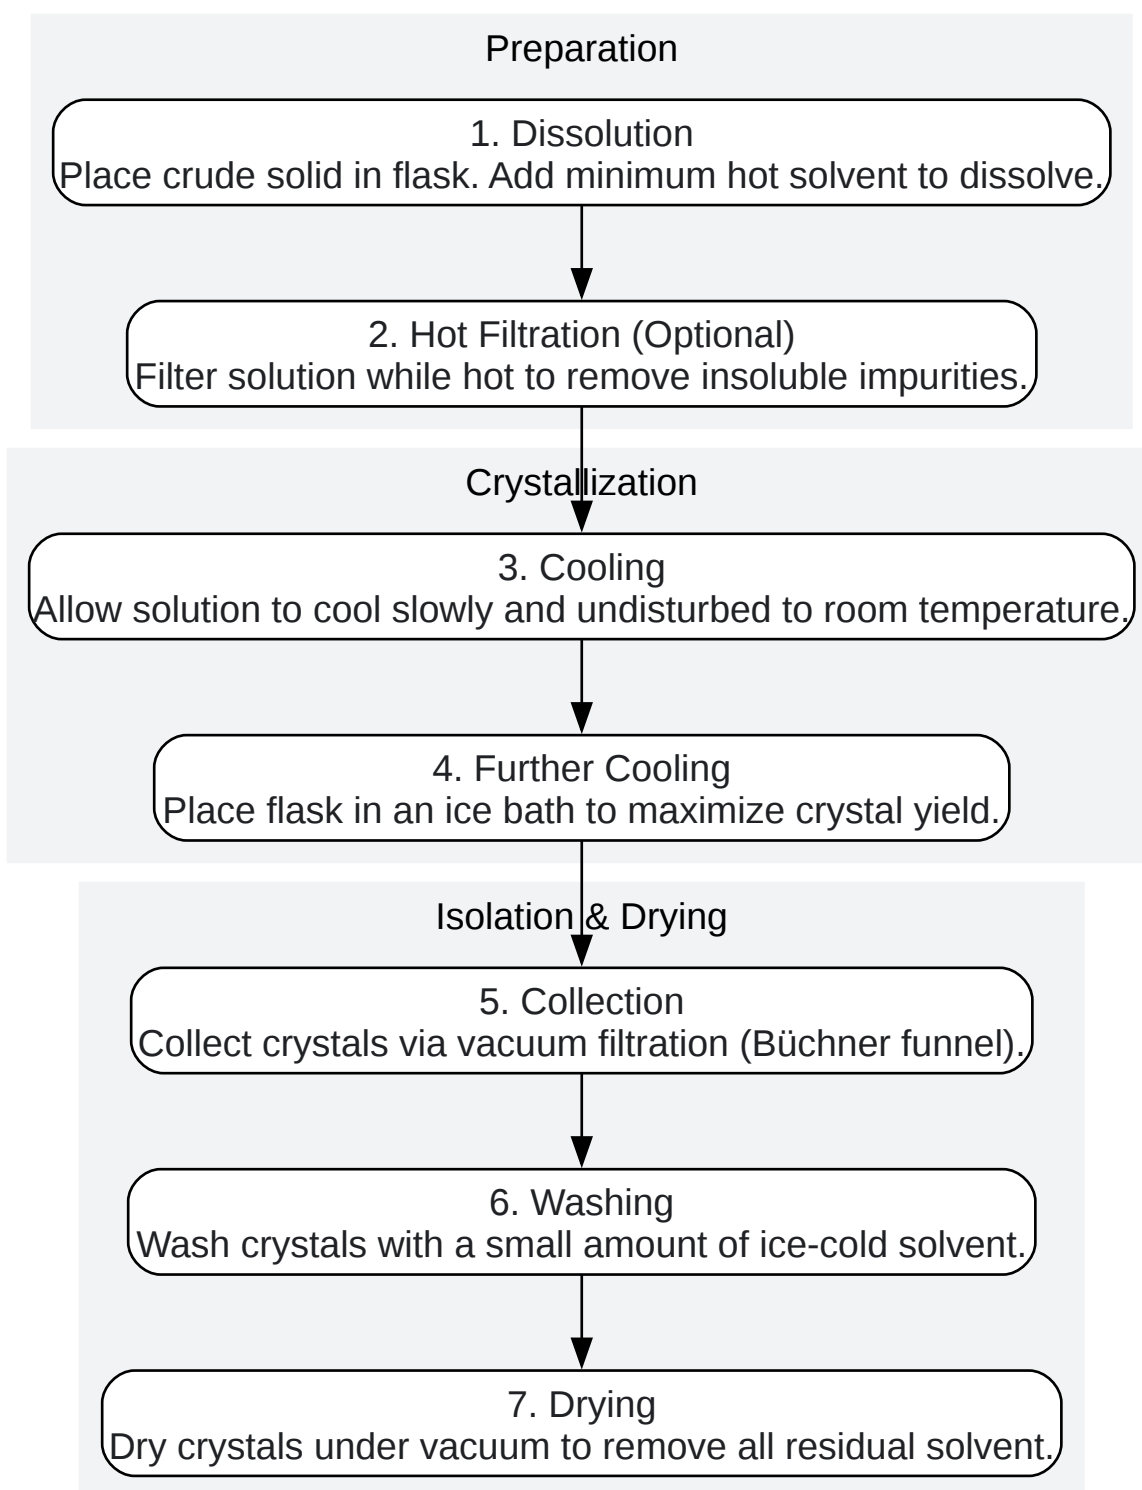 Preparation
1. Dissolution
Place crude solid in flask. Add minimum hot solvent to dissolve.
2. Hot Filtration (Optional)
Filter solution while hot to remove insoluble impurities.
Crystallization
3. Cooling
Allow solution to cool slowly and undisturbed to room temperature.
4. Further Cooling
Place flask in an ice bath to maximize crystal yield.
Isolation & Drying
5. Collection
Collect crystals via vacuum filtration (Büchner funnel).
6. Washing
Wash crystals with a small amount of ice-cold solvent.
7. Drying
Dry crystals under vacuum to remove all residual solvent.